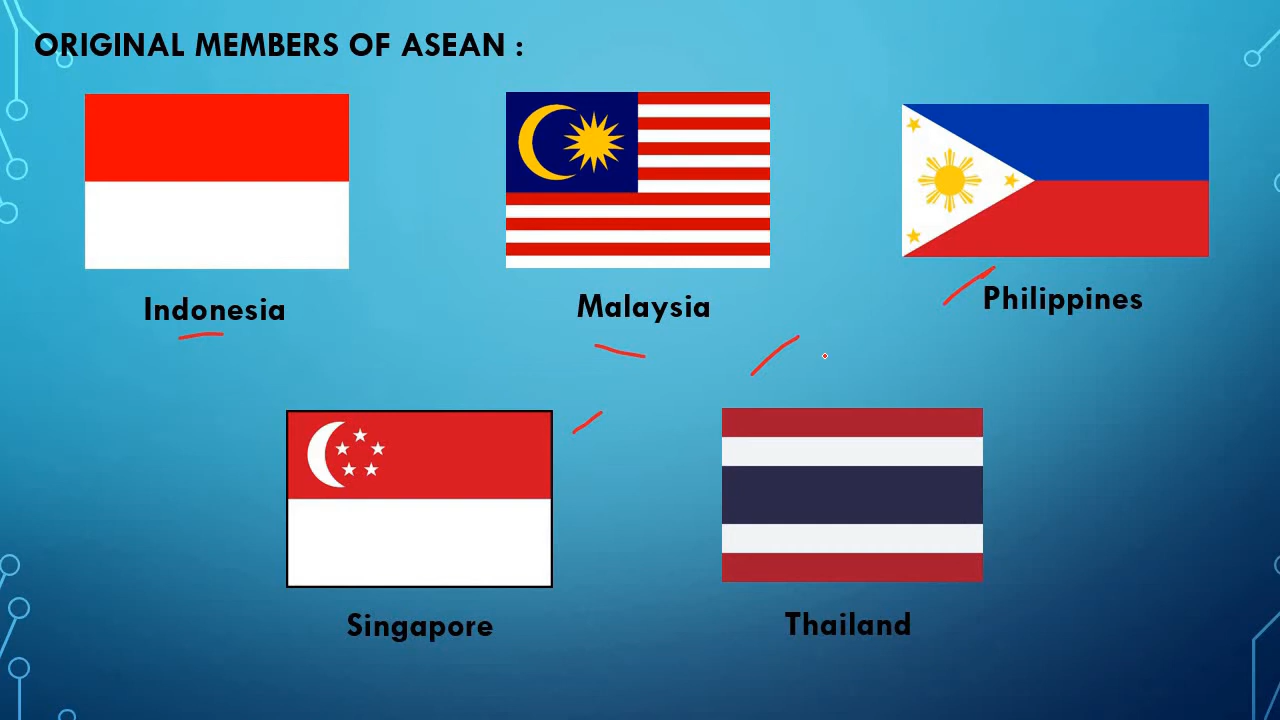 ORIGINAL MEMBERS OF ASEAN :
Indonesia
Malaysia
Philippines
Singapore
Thailand